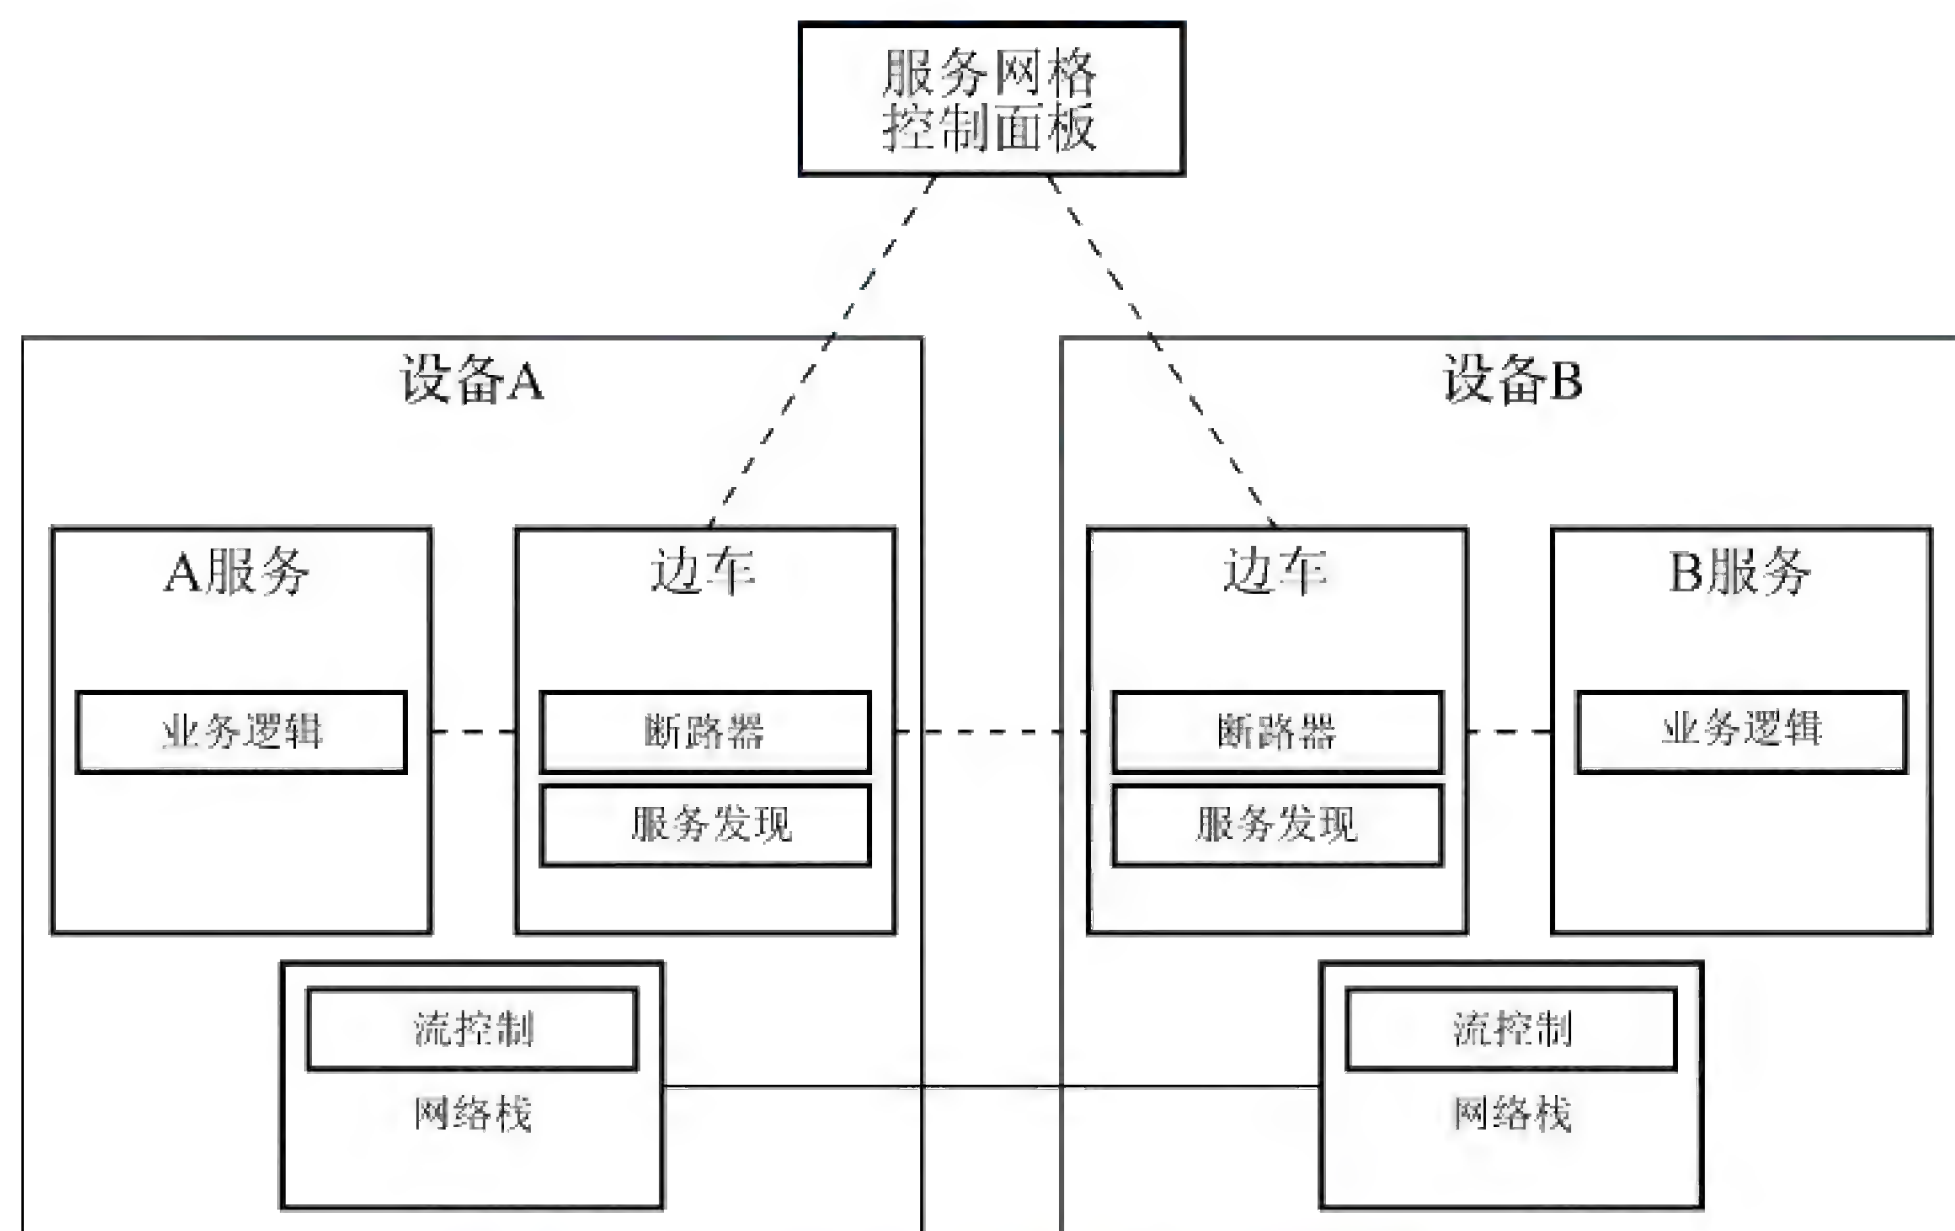 服务网格
控制面板
设备A
设备B
A服务
边车
边车
B服务
业务逻辑
断路器
断路器
业务逻辑
服务发现
服务发现
流控制
流控制
网络栈
网络栈